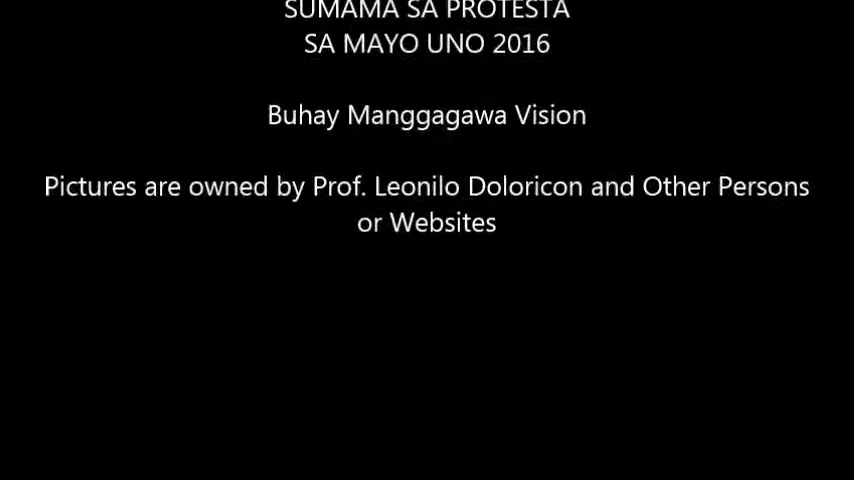 SUMAMA SA PROTESTA
SA MAYO UNO 2016
Buhay Manggagawa Vision
Pictures are owned by Prof. Leonilo Doloricon and Other Persons
or Websites